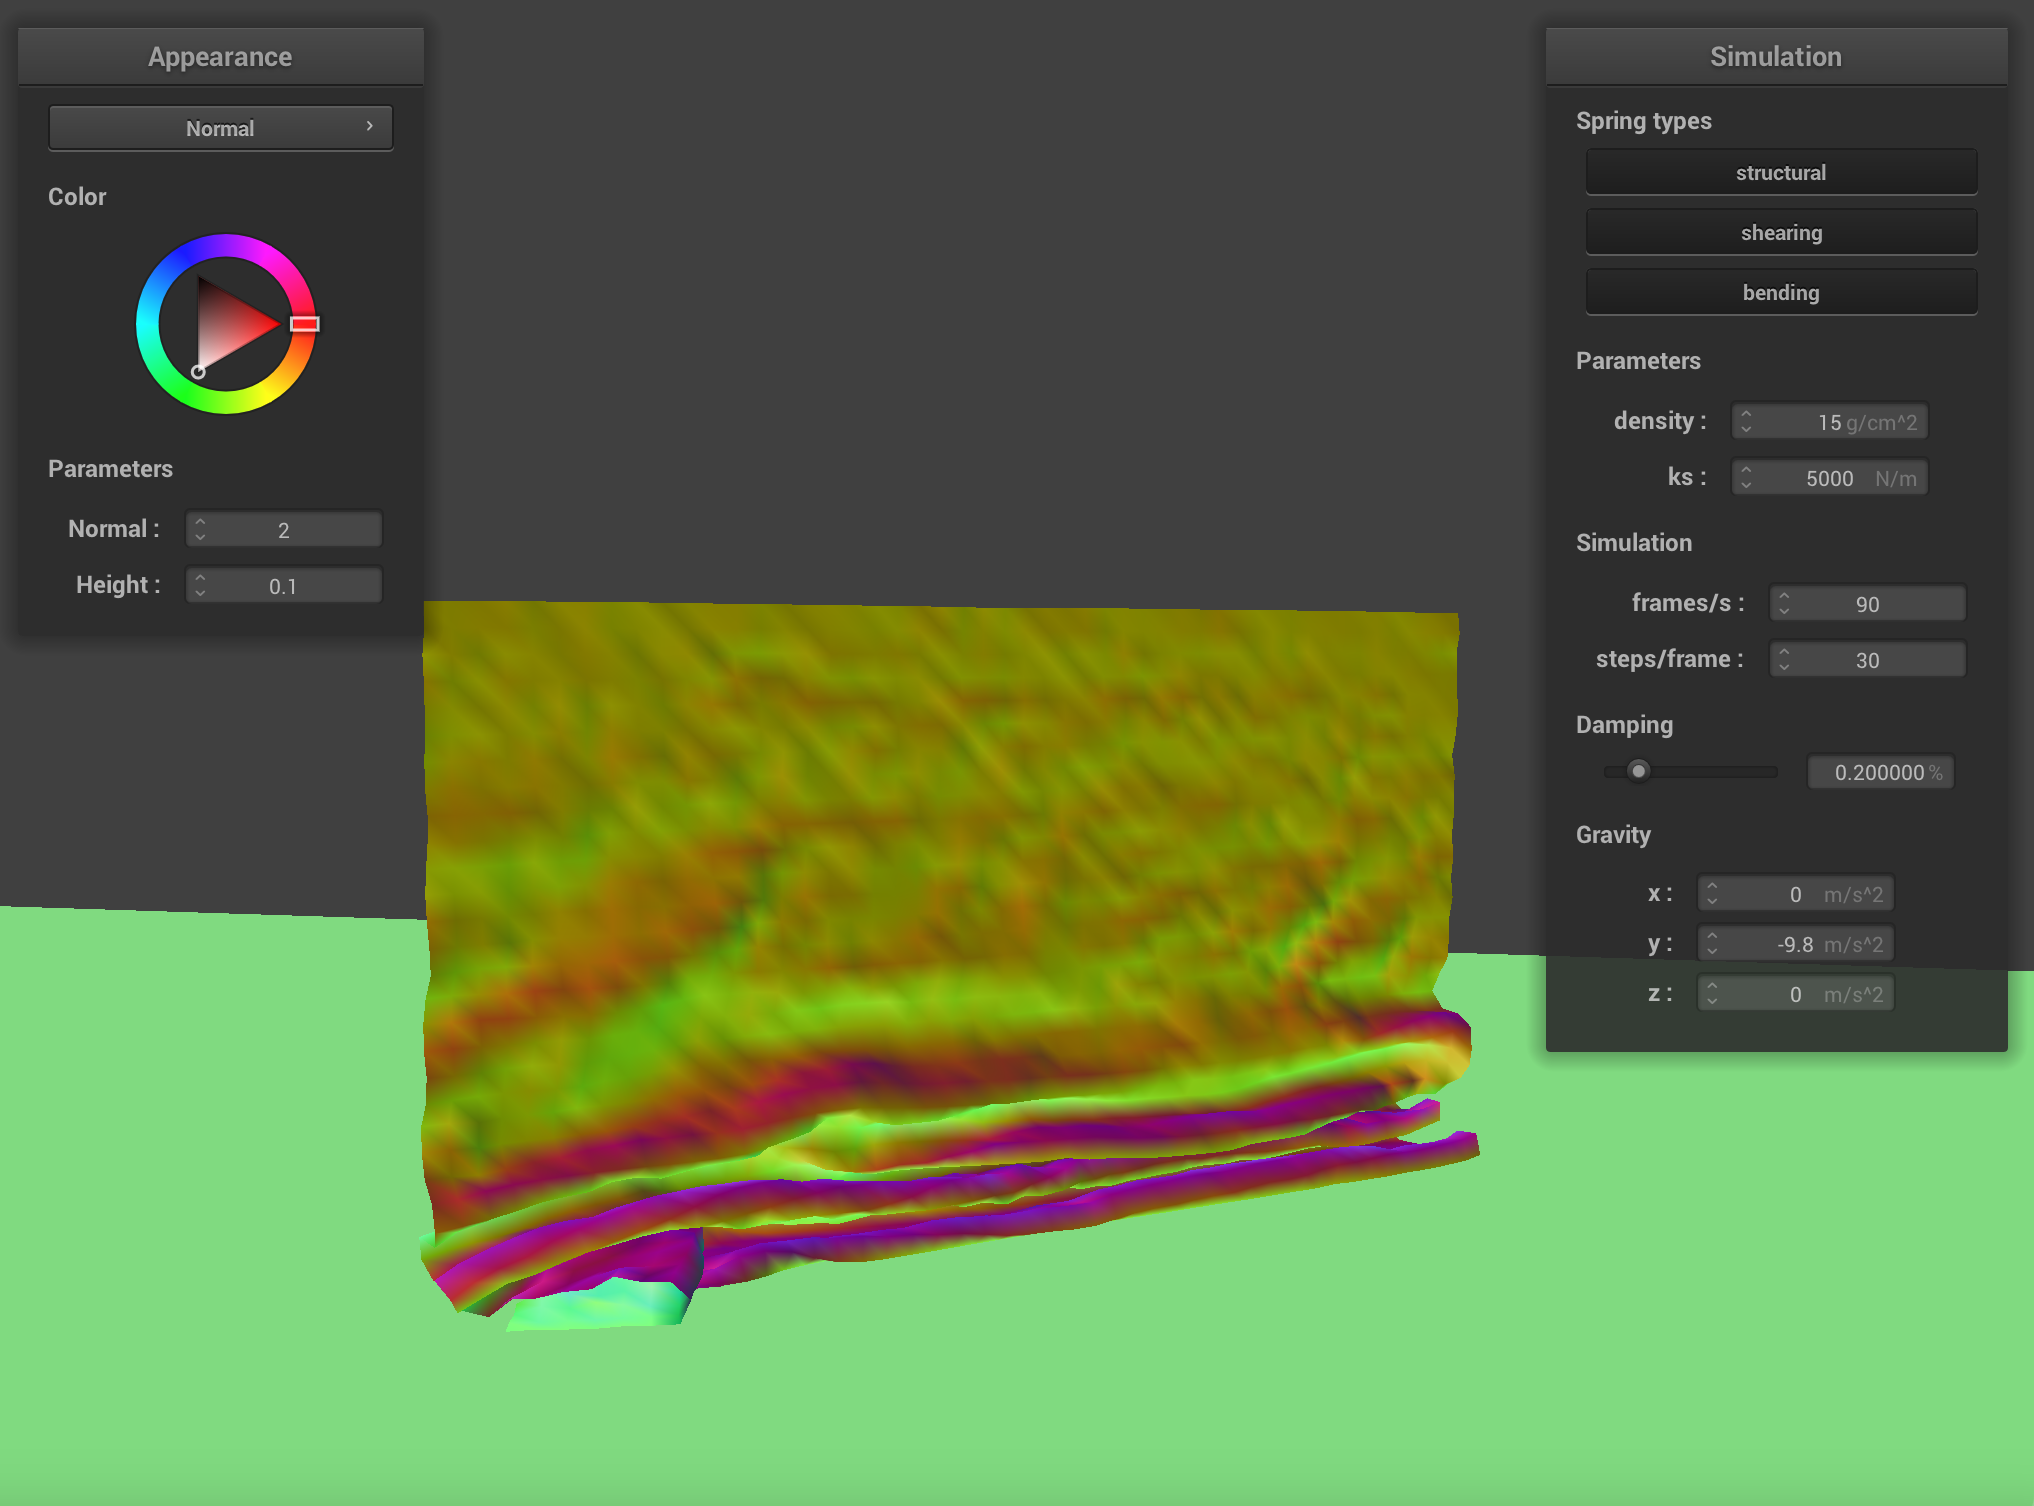 Appearance
Normal
Color
Parameters
Normal : 2
Height : 0.1
Simulation
Spring types
structural
shearing
bending
Parameters
density : 15 g/cm^2
ks : 5000 N/m
Simulation
frames/s : 90
steps/frame : 30
Damping
0.200000 %
Gravity
x : 0 m/s^2
y : -9.8 m/s^2
z : 0 m/s^2